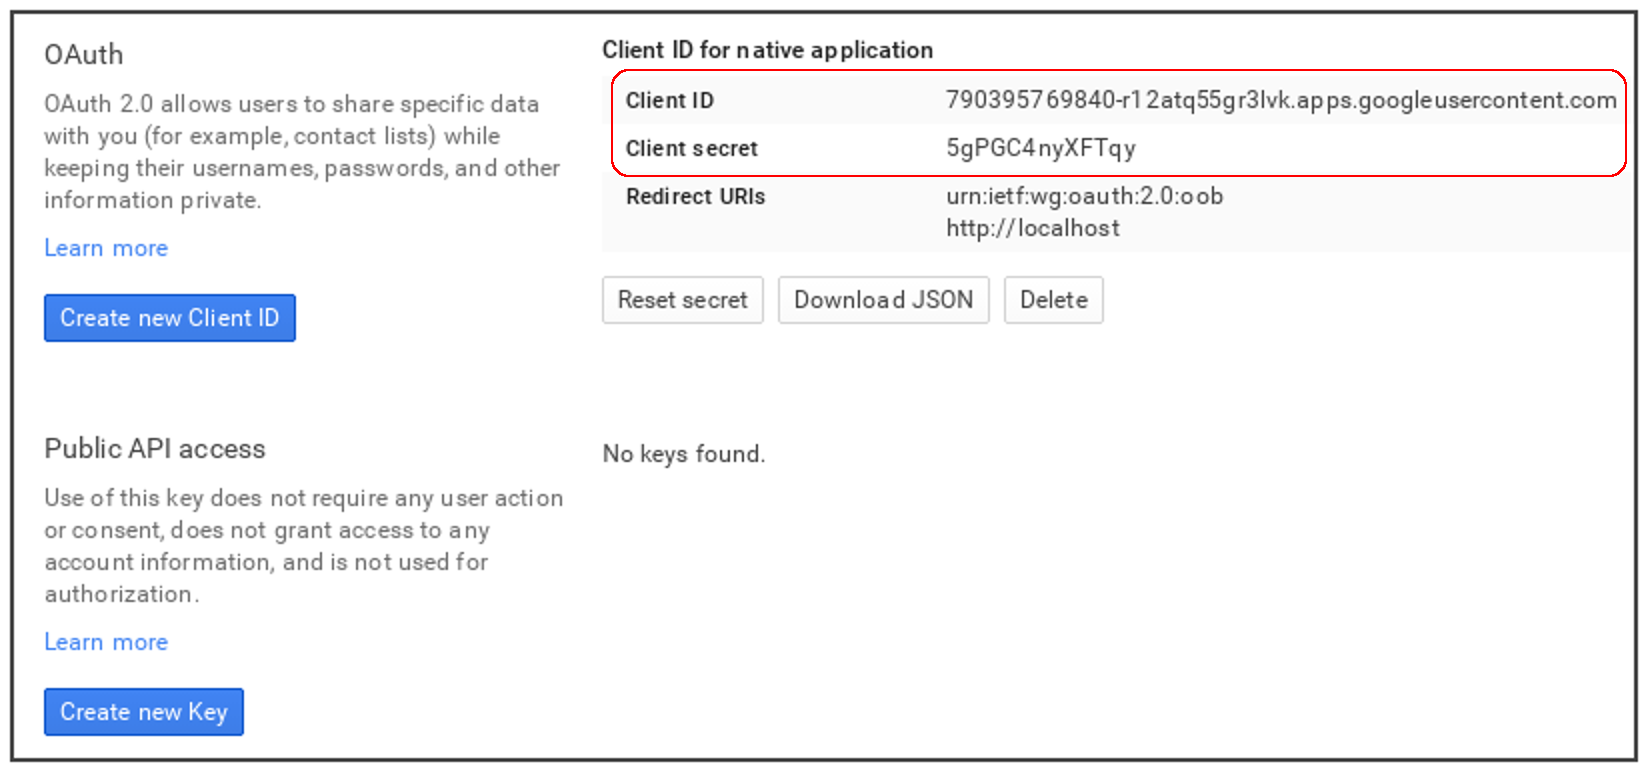 OAuth
OAuth 2.0 allows users to share specific data
with you (for example, contact lists) while
keeping their usernames, passwords, and other
information private.
Learn more
Create new Client ID
Client ID for native application
Client ID 790395769840-r12atq55gr3lvk.apps.googleusercontent.com
Client secret 5gPGC4nyXFTqy
Redirect URIs urn:ietf:wg:oauth:2.0:oob
http://localhost
Reset secret Download JSON Delete
Public API access
Use of this key does not require any user action
or consent, does not grant access to any
account information, and is not used for
authorization.
Learn more
Create new Key
No keys found.